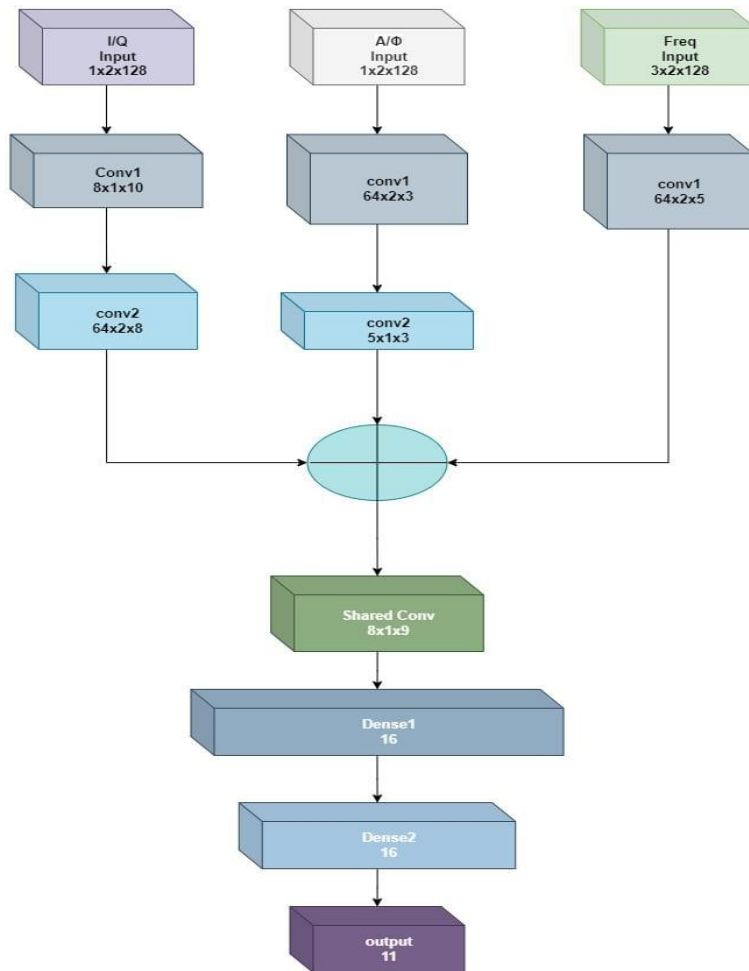 I/Q
Input
1x2x128
A/Φ
Input
1x2x128
Freq
Input
3x2x128
Conv1
8x1x10
conv1
64x2x3
conv1
64x2x5
conv2
64x2x8
conv2
5x1x3
Shared Conv
8x1x9
Dense1
16
Dense2
16
output
11